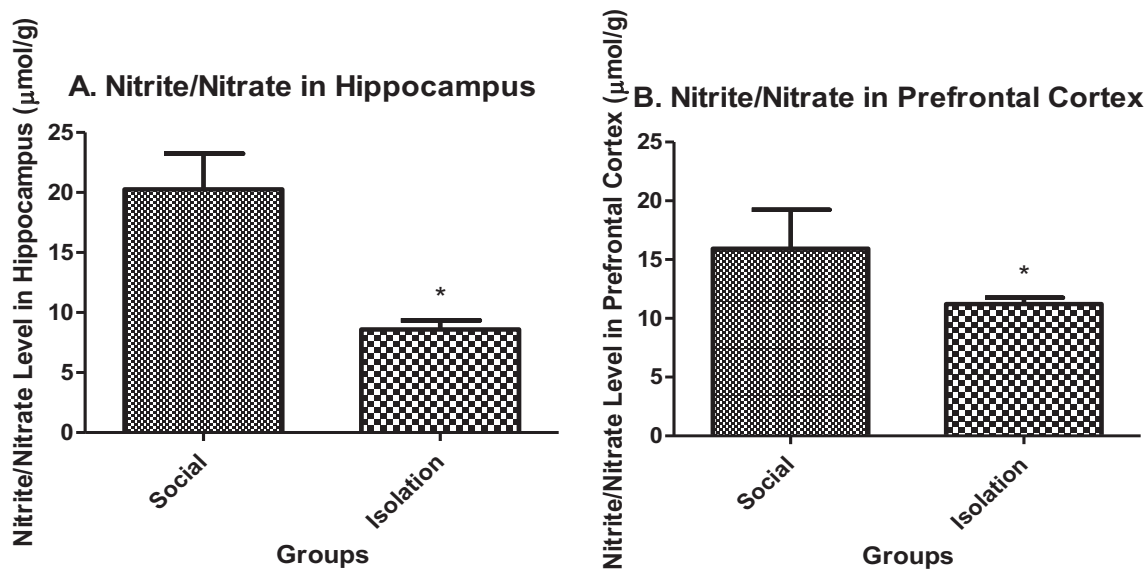 A. Nitrite/Nitrate in Hippocampus
Nitrite/Nitrate Level in Hippocampus (μmol/g)
25
20
15
10
5
0
*
Social
Isolation
Groups
B. Nitrite/Nitrate in Prefrontal Cortex
Nitrite/Nitrate Level in Prefrontal Cortex (μmol/g)
25
20
15
10
5
0
*
Social
Isolation
Groups